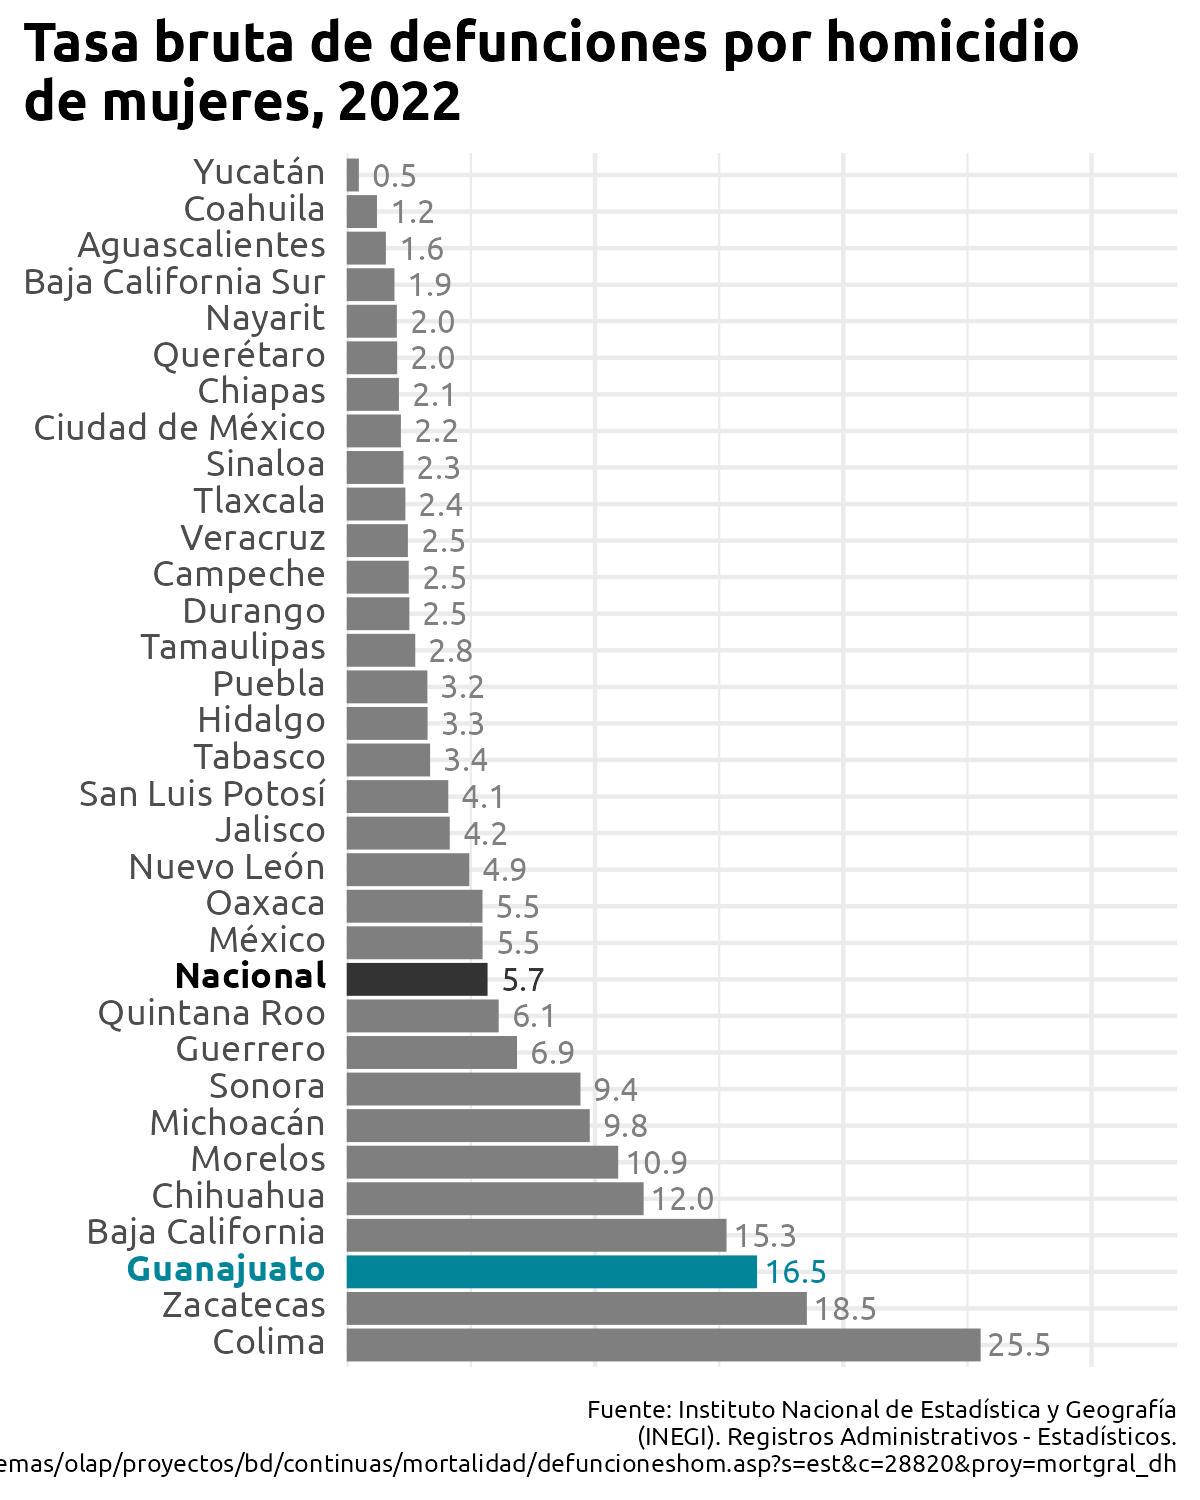 Tasa bruta de defunciones por homicidio
de mujeres, 2022
Yucatán 0.5
Coahuila 1.2
Aguascalientes 1.6
Baja California Sur 1.9
Nayarit 2.0
Querétaro 2.0
Chiapas 2.1
Ciudad de México 2.2
Sinaloa 2.3
Tlaxcala 2.4
Veracruz 2.5
Campeche 2.5
Durango 2.5
Tamaulipas 2.8
Puebla 3.2
Hidalgo 3.3
Tabasco 3.4
San Luis Potosí 4.1
Jalisco 4.2
Nuevo León 4.9
Oaxaca 5.5
México 5.5
Nacional 5.7
Quintana Roo 6.1
Guerrero 6.9
Sonora 9.4
Michoacán 9.8
Morelos 10.9
Chihuahua 12.0
Baja California 15.3
Guanajuato 16.5
Zacatecas 18.5
Colima 25.5
Fuente: Instituto Nacional de Estadística y Geografía
(INEGI). Registros Administrativos - Estadísticos.
emas/olap/proyectos/bd/continuas/mortalidad/defuncioneshom.asp?s=est&c=28820&proy=mortgral_dh